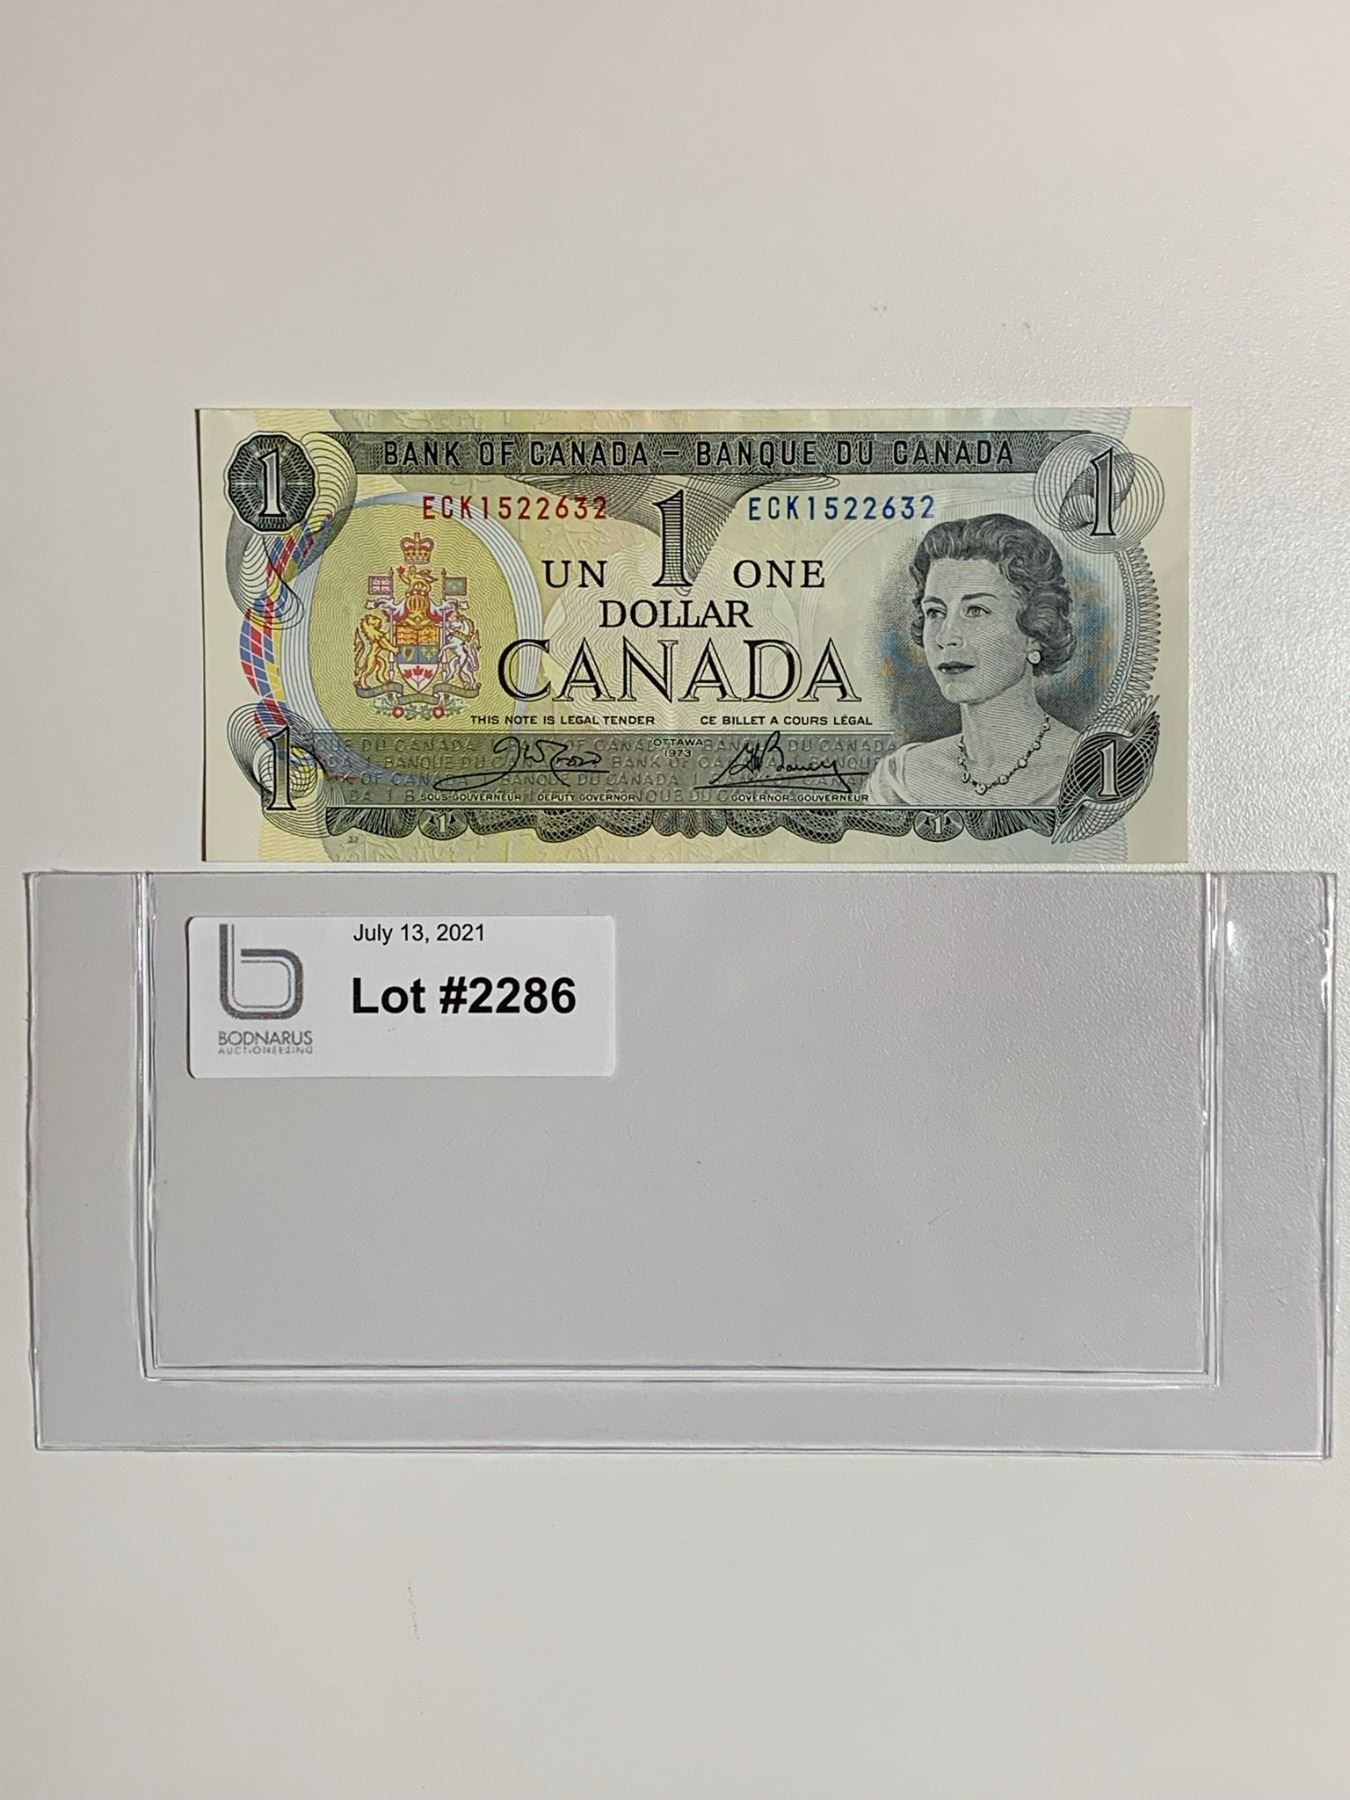 BANK OF CANADA – BANQUE DU CANADA
1 1
ECK1522632 ECK1522632
UN 1 ONE
DOLLAR
CANADA
THIS NOTE IS LEGAL TENDER CE BILLET A COURS LÉGAL
OTTAWA
1973
SOUS-GOUVERNEUR DEPUTY GOVERNOR GOVERNOR-GOUVERNEUR
1 1
1 1
July 13, 2021
Lot #2286
BODNARUS
AUCTIONEERING